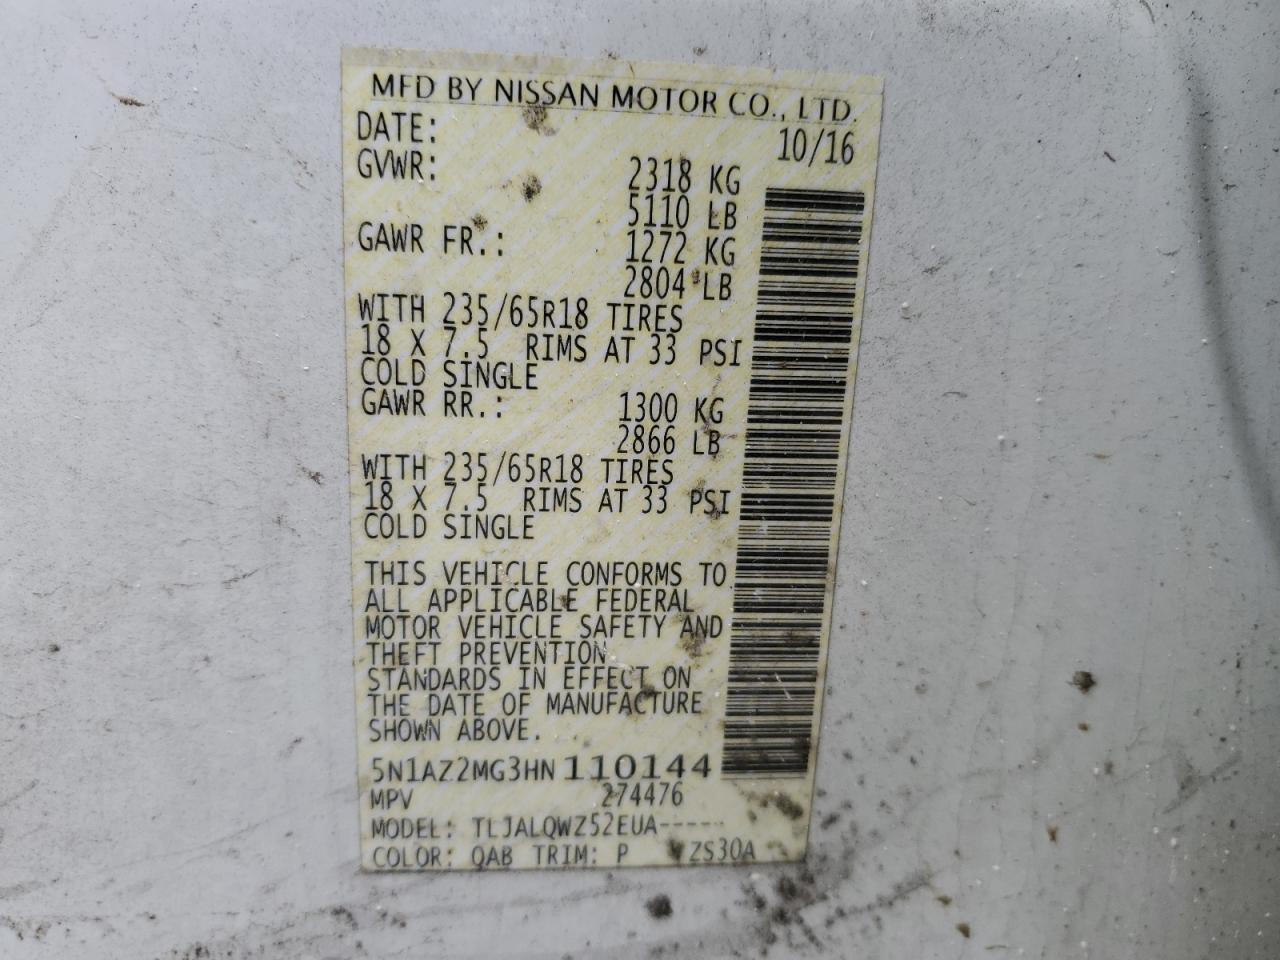 MFD BY NISSAN MOTOR CO., LTD.
DATE: 10/16
GVWR: 2318 KG
5110 LB
GAWR FR.: 1272 KG
2804 LB
WITH 235/65R18 TIRES
18 X 7.5 RIMS AT 33 PSI
COLD SINGLE
GAWR RR.: 1300 KG
2866 LB
WITH 235/65R18 TIRES
18 X 7.5 RIMS AT 33 PSI
COLD SINGLE
THIS VEHICLE CONFORMS TO
ALL APPLICABLE FEDERAL
MOTOR VEHICLE SAFETY AND
THEFT PREVENTION
STANDARDS IN EFFECT ON
THE DATE OF MANUFACTURE
SHOWN ABOVE.
5N1AZ2MG3HN110144
MPV 274476
MODEL: TLJALQWZ52EUA-----
COLOR: QAB TRIM: P ZS30A